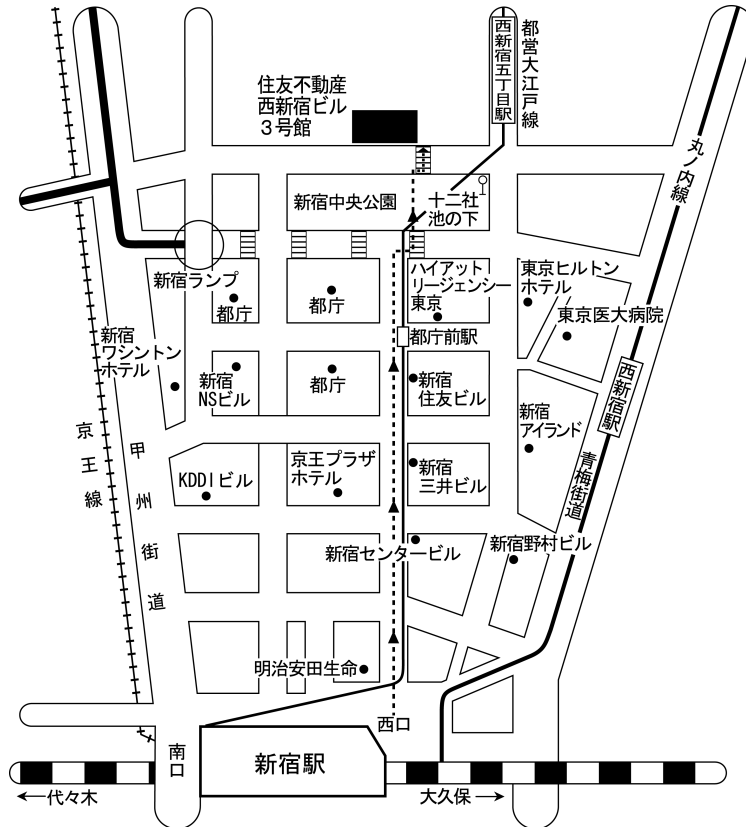 都営大江戸線
西新宿五丁目駅
住友不動産
西新宿ビル
３号館
丸ノ内線
新宿中央公園
十二社
池の下
新宿ランプ
都庁
都庁
ハイアット
リージェンシー
東京
東京ヒルトン
ホテル
東京医大病院
都庁前駅
新宿
ワシントン
ホテル
新宿
NSビル
都庁
新宿
住友ビル
西新宿駅
新宿
アイランド
京王線
甲州街道
KDDIビル
京王プラザ
ホテル
新宿
三井ビル
青梅街道
新宿センタービル
新宿野村ビル
明治安田生命
西口
南口
新宿駅
←代々木
大久保→